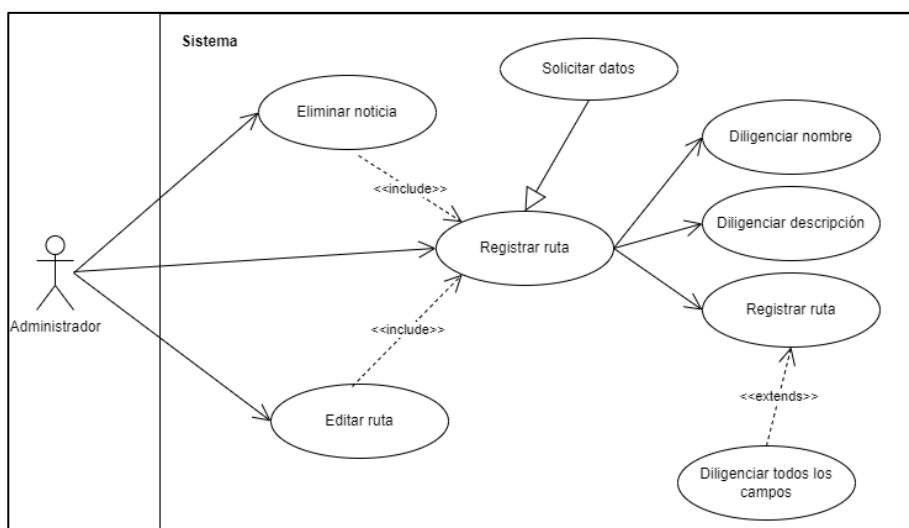 Sistema
Solicitar datos
Eliminar noticia
Diligenciar nombre
<<include>>
Diligenciar descripción
Registrar ruta
Registrar ruta
Administrador
<<include>>
<<extends>>
Editar ruta
Diligenciar todos los
campos